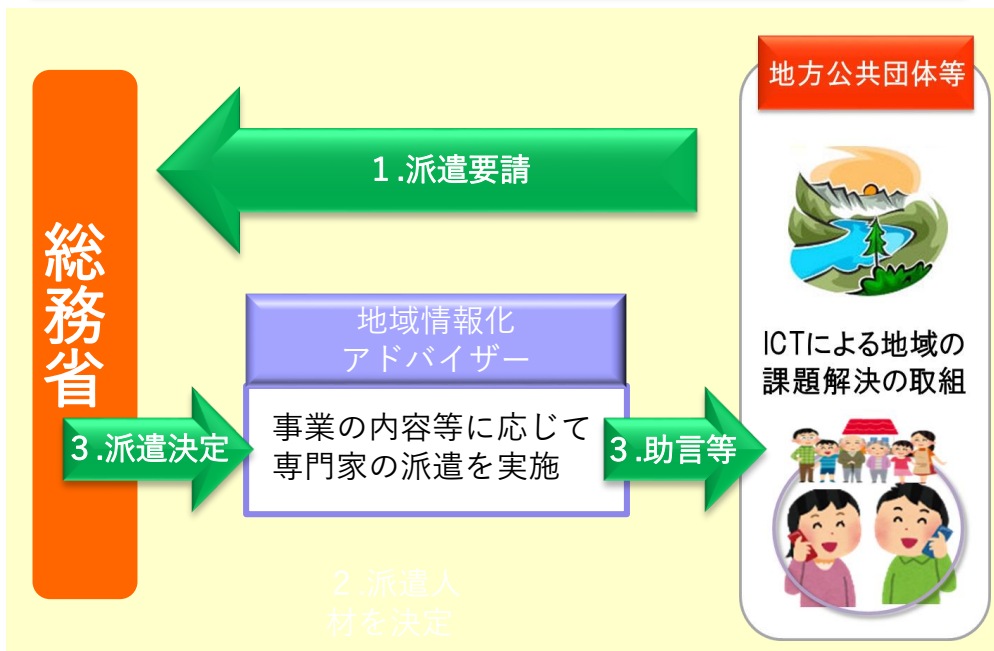 地方公共団体等
１.派遣要請
総務省
地域情報化
アドバイザー
ICTによる地域の
課題解決の取組
３.派遣決定
事業の内容等に応じて
専門家の派遣を実施
３.助言等
２.派遣人
材を決定